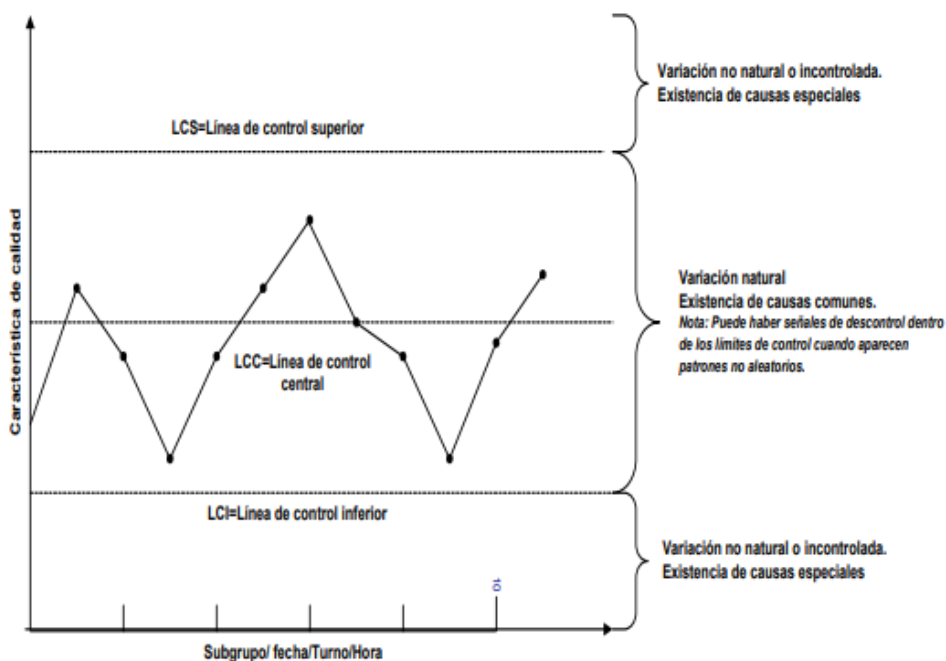 Variación no natural o incontrolada.
Existencia de causas especiales
LCS=Línea de control superior
Característica de calidad
Variación natural
Existencia de causas comunes.
Nota: Puede haber señales de descontrol dentro
de los límites de control cuando aparecen
patrones no aleatorios.
LCC=Línea de control
central
LCI=Línea de control inferior
Variación no natural o incontrolada.
Existencia de causas especiales
10
Subgrupo/ fecha/Turno/Hora